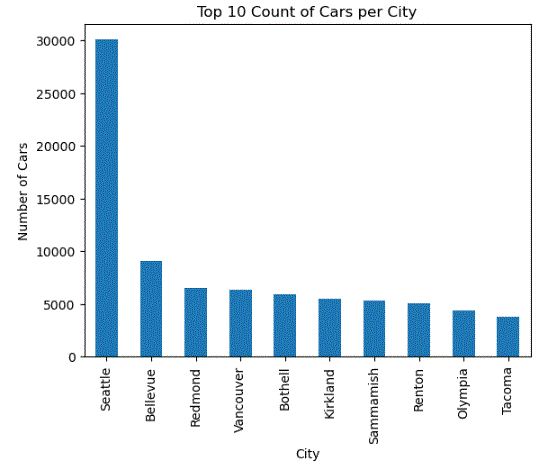 Top 10 Count of Cars per City
Number of Cars
30000
25000
20000
15000
10000
5000
0
Seattle
Bellevue
Redmond
Vancouver
Bothell
Kirkland
Sammamish
Renton
Olympia
Tacoma
City